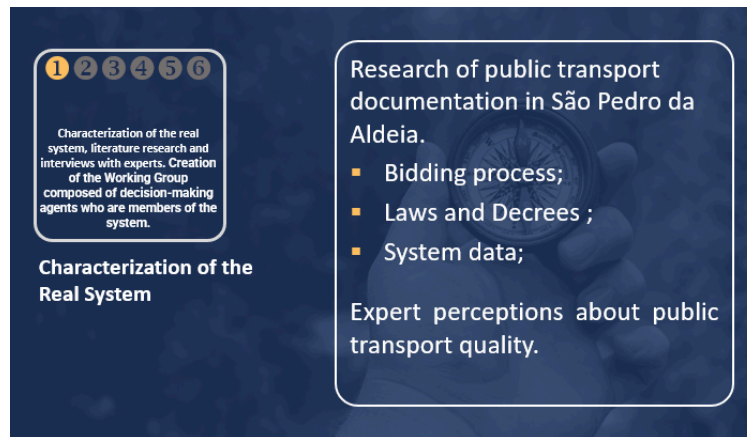 1 2 3 4 5 6
Characterization of the real
system, literature research and
interviews with experts. Creation
of the Working Group
composed of decision-making
agents who are members of the
system.
Characterization of the
Real System
Research of public transport
documentation in São Pedro da
Aldeia.
▪ Bidding process;
▪ Laws and Decrees ;
▪ System data;
Expert perceptions about public
transport quality.